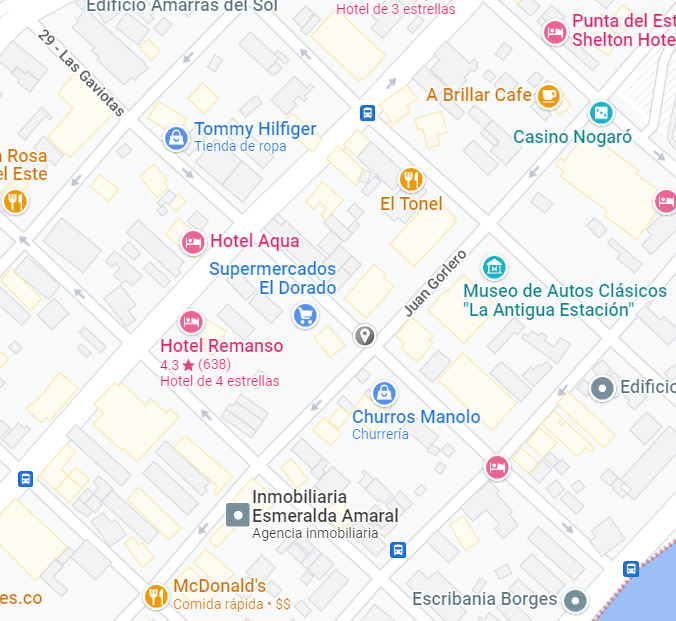 Edificio Amarras del Sol
Hotel de 3 estrellas
Punta del Est
Shelton Hote
29 - Las Gaviotas
A Brillar Cafe
Tommy Hilfiger
Tienda de ropa
Casino Nogaró
a Rosa
el Este
El Tonel
Hotel Aqua
Supermercados
El Dorado
Juan Gorlero
Museo de Autos Clásicos
"La Antigua Estación"
Hotel Remanso
4.3 ★ (638)
Hotel de 4 estrellas
Edificio
Churros Manolo
Churrería
Inmobiliaria
Esmeralda Amaral
Agencia inmobiliaria
McDonald's
Comida rápida • $$
es.co
Escribania Borges